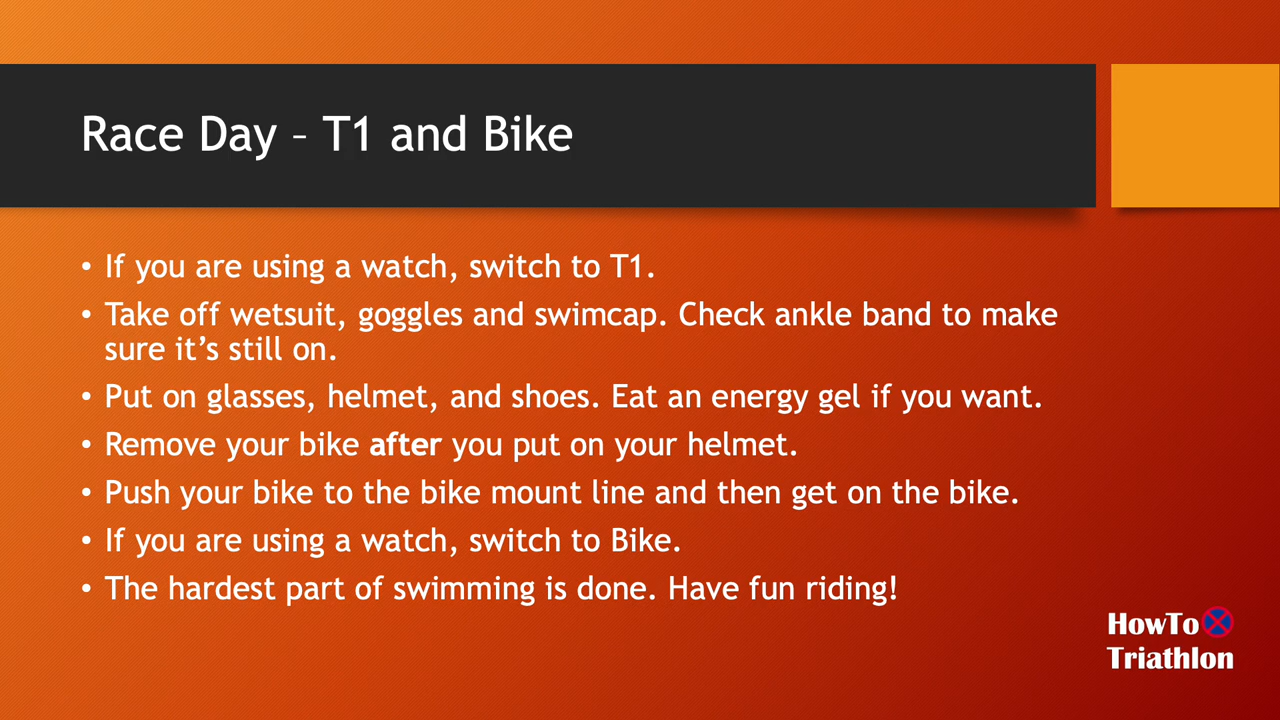 Race Day – T1 and Bike
• If you are using a watch, switch to T1.
• Take off wetsuit, goggles and swimcap. Check ankle band to make
sure it’s still on.
• Put on glasses, helmet, and shoes. Eat an energy gel if you want.
• Remove your bike after you put on your helmet.
• Push your bike to the bike mount line and then get on the bike.
• If you are using a watch, switch to Bike.
• The hardest part of swimming is done. Have fun riding!
HowTo
Triathlon